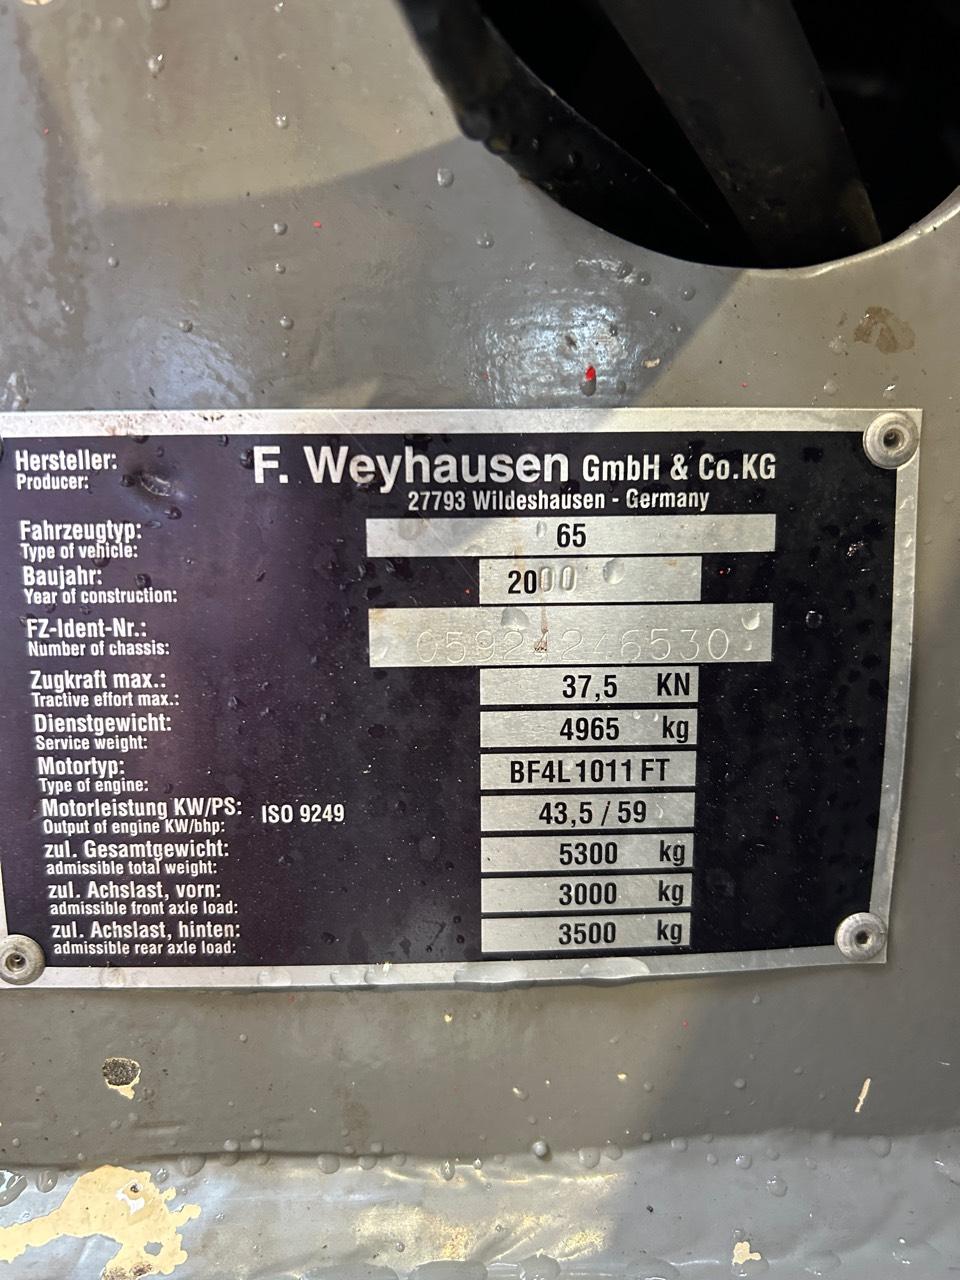 Hersteller: F. Weyhausen GmbH & Co.KG
Producer: 27793 Wildeshausen - Germany
Fahrzeugtyp: 65
Type of vehicle:
Baujahr: 2000
Year of construction:
FZ-Ident-Nr.: 05924246530
Number of chassis:
Zugkraft max.: 37,5 KN
Tractive effort max.:
Dienstgewicht: 4965 kg
Service weight:
Motortyp: BF4L1011FT
Type of engine:
Motorleistung KW/PS: ISO 9249 43,5 / 59
Output of engine KW/bhp:
zul. Gesamtgewicht: 5300 kg
admissible total weight:
zul. Achslast, vorn: 3000 kg
admissible front axle load:
zul. Achslast, hinten: 3500 kg
admissible rear axle load: